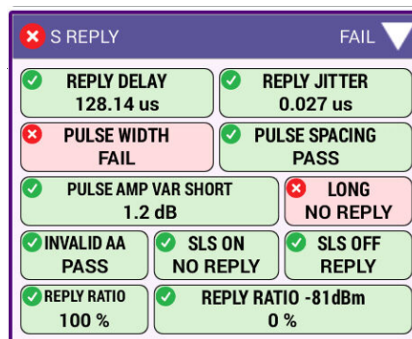 S REPLY FAIL
REPLY DELAY REPLY JITTER
128.14 us 0.027 us
PULSE WIDTH PULSE SPACING
FAIL PASS
PULSE AMP VAR SHORT LONG
1.2 dB NO REPLY
INVALID AA SLS ON SLS OFF
PASS NO REPLY REPLY
REPLY RATIO REPLY RATIO -81dBm
100 % 0 %